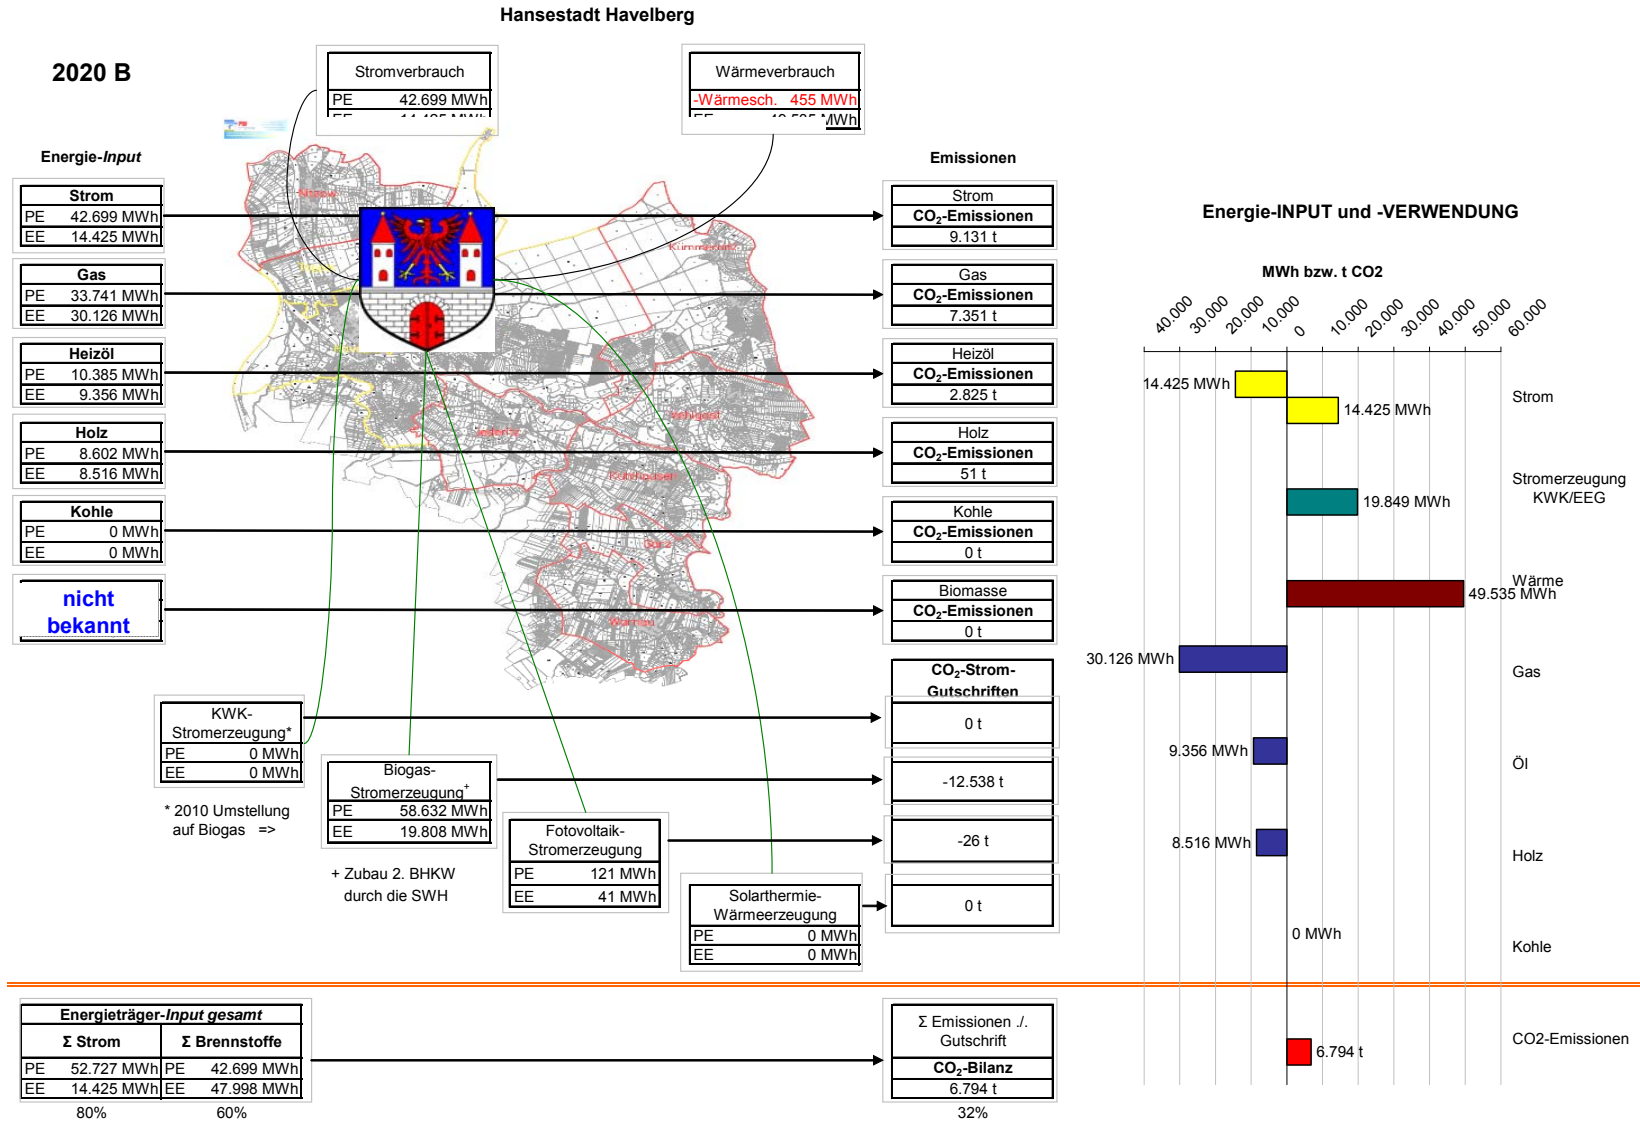 Hansestadt Havelberg
2020 B
Stromverbrauch
PE 42.699 MWh
Wärmeverbrauch
-Wärmesch. 455 MWh
MWh
Energie-Input
Emissionen
Strom
PE 42.699 MWh
EE 14.425 MWh
Gas
PE 33.741 MWh
EE 30.126 MWh
Heizöl
PE 10.385 MWh
EE 9.356 MWh
Holz
PE 8.602 MWh
EE 8.516 MWh
Kohle
PE 0 MWh
EE 0 MWh
nicht
bekannt
Kümmernitz
Jederitz
Vehlgast
Kuhlhausen
Garz
Warnau
Strom
CO₂-Emissionen
9.131 t
Gas
CO₂-Emissionen
7.351 t
Heizöl
CO₂-Emissionen
2.825 t
Holz
CO₂-Emissionen
51 t
Kohle
CO₂-Emissionen
0 t
Biomasse
CO₂-Emissionen
0 t
CO₂-Strom-
Gutschriften
0 t
-12.538 t
-26 t
0 t
KWK-
Stromerzeugung*
PE 0 MWh
EE 0 MWh
* 2010 Umstellung
auf Biogas =>
Biogas-
Stromerzeugung⁺
PE 58.632 MWh
EE 19.808 MWh
+ Zubau 2. BHKW
durch die SWH
Fotovoltaik-
Stromerzeugung
PE 121 MWh
EE 41 MWh
Solarthermie-
Wärmeerzeugung
PE 0 MWh
EE 0 MWh
Energieträger-Input gesamt
Σ Strom Σ Brennstoffe
PE 52.727 MWh PE 42.699 MWh
EE 14.425 MWh EE 47.998 MWh
80% 60%
Σ Emissionen ./.
Gutschrift
CO₂-Bilanz
6.794 t
32%
Energie-INPUT und -VERWENDUNG
MWh bzw. t CO2
40.000 30.000 20.000 10.000 0 10.000 20.000 30.000 40.000 50.000 60.000
14.425 MWh
14.425 MWh
Strom
Stromerzeugung
KWK/EEG
19.849 MWh
Wärme
49.535 MWh
30.126 MWh
Gas
9.356 MWh
Öl
8.516 MWh
Holz
0 MWh
Kohle
6.794 t
CO2-Emissionen